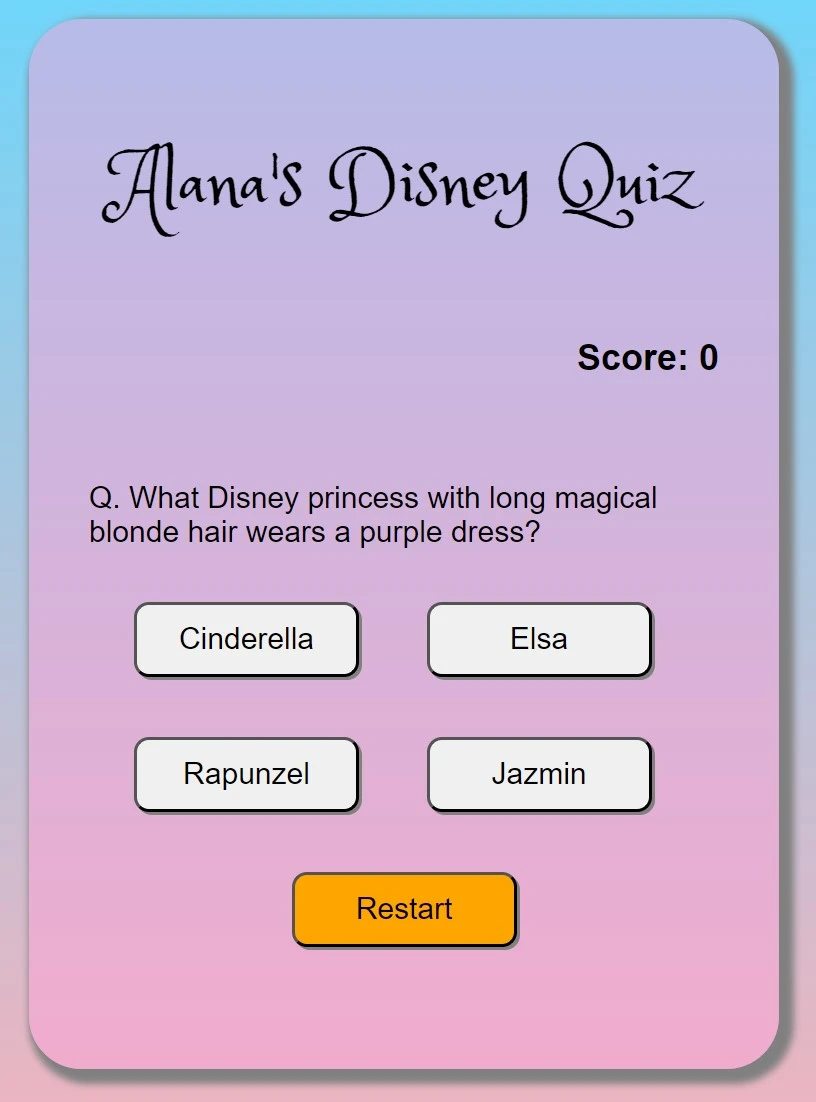 Alana's Disney Quiz
Score: 0
Q. What Disney princess with long magical
blonde hair wears a purple dress?
Cinderella
Elsa
Rapunzel
Jazmin
Restart